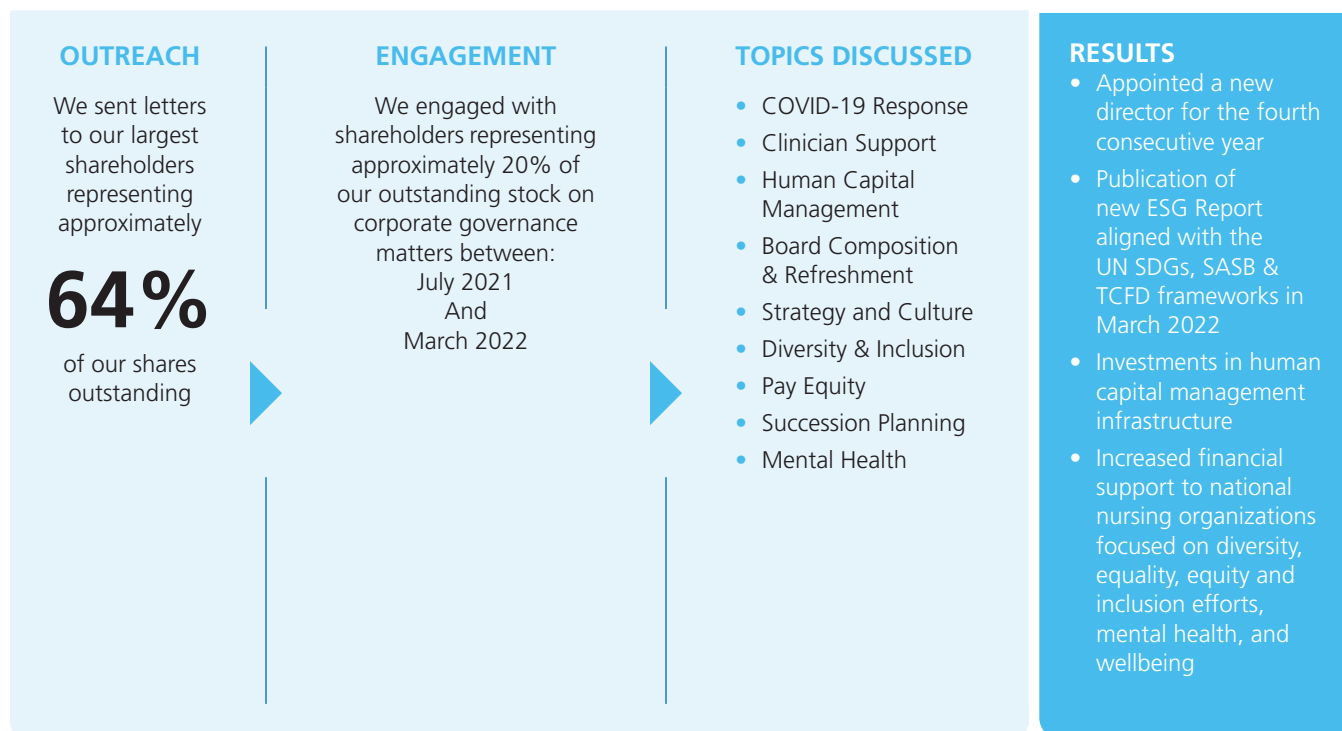 OUTREACH
We sent letters
to our largest
shareholders
representing
approximately
64%
of our shares
outstanding
ENGAGEMENT
We engaged with
shareholders representing
approximately 20% of
our outstanding stock on
corporate governance
matters between:
July 2021
And
March 2022
TOPICS DISCUSSED
• COVID-19 Response
• Clinician Support
• Human Capital
Management
• Board Composition
& Refreshment
• Strategy and Culture
• Diversity & Inclusion
• Pay Equity
• Succession Planning
• Mental Health
RESULTS
• Appointed a new
director for the fourth
consecutive year
• Publication of
new ESG Report
aligned with the
UN SDGs, SASB &
TCFD frameworks in
March 2022
• Investments in human
capital management
infrastructure
• Increased financial
support to national
nursing organizations
focused on diversity,
equality, equity and
inclusion efforts,
mental health, and
wellbeing